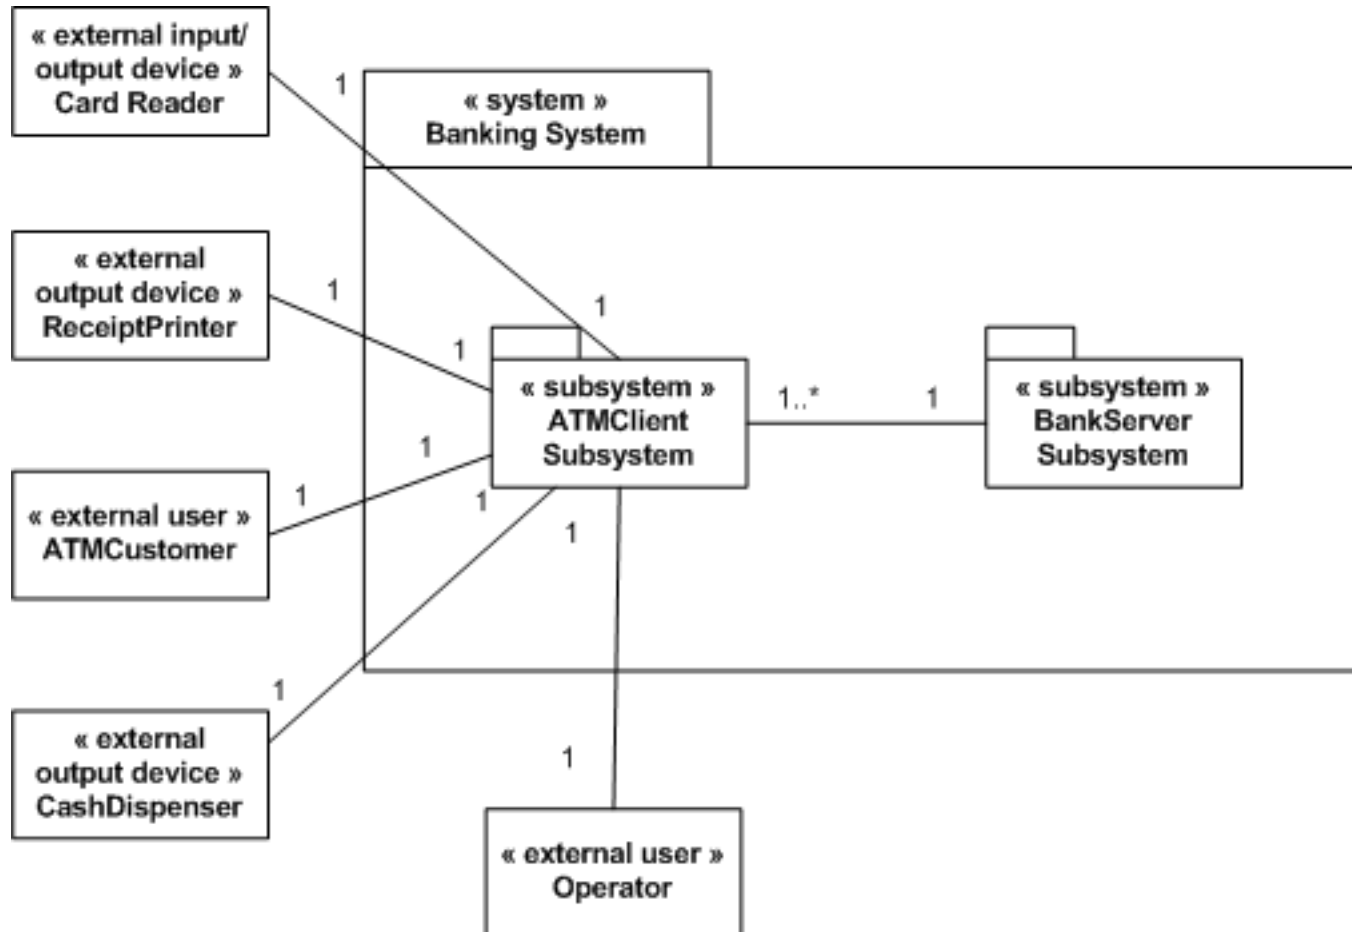 « external input/
output device »
Card Reader
1
« system »
Banking System
« external
output device »
ReceiptPrinter
1
1
1
« subsystem »
ATMClient
Subsystem
1..*
1
« subsystem »
BankServer
Subsystem
« external user »
ATMCustomer
1
1
1
1
« external
output device »
CashDispenser
1
1
« external user »
Operator